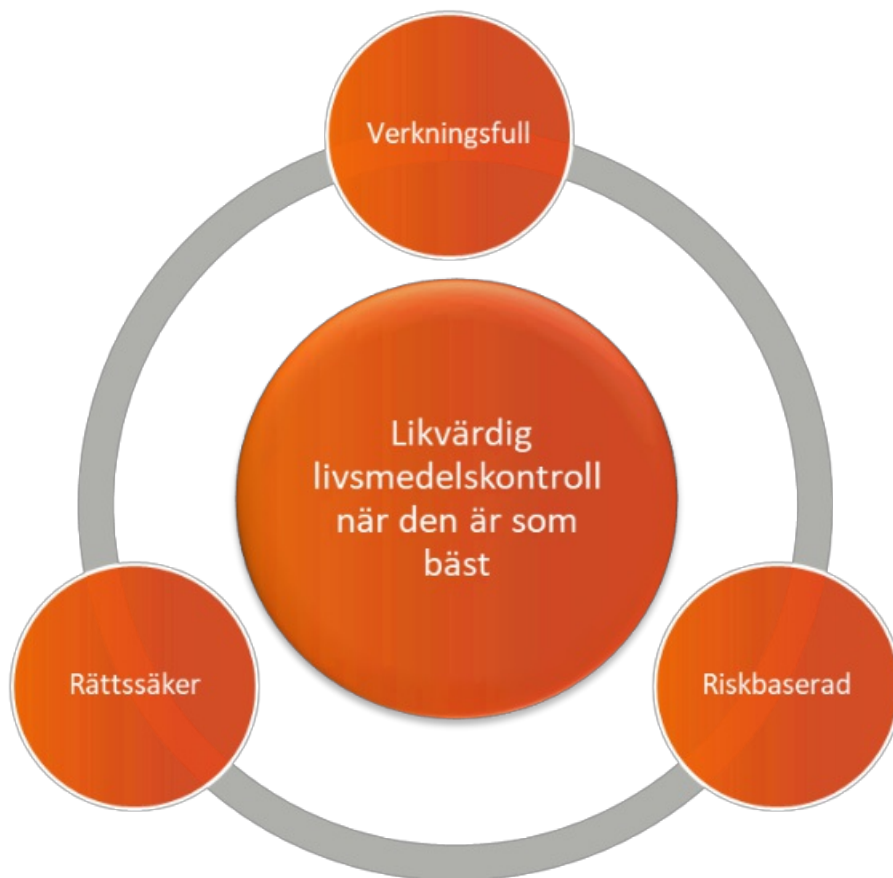 Verkningsfull
Likvärdig
livsmedelskontroll
när den är som
bäst
Rättssäker
Riskbaserad